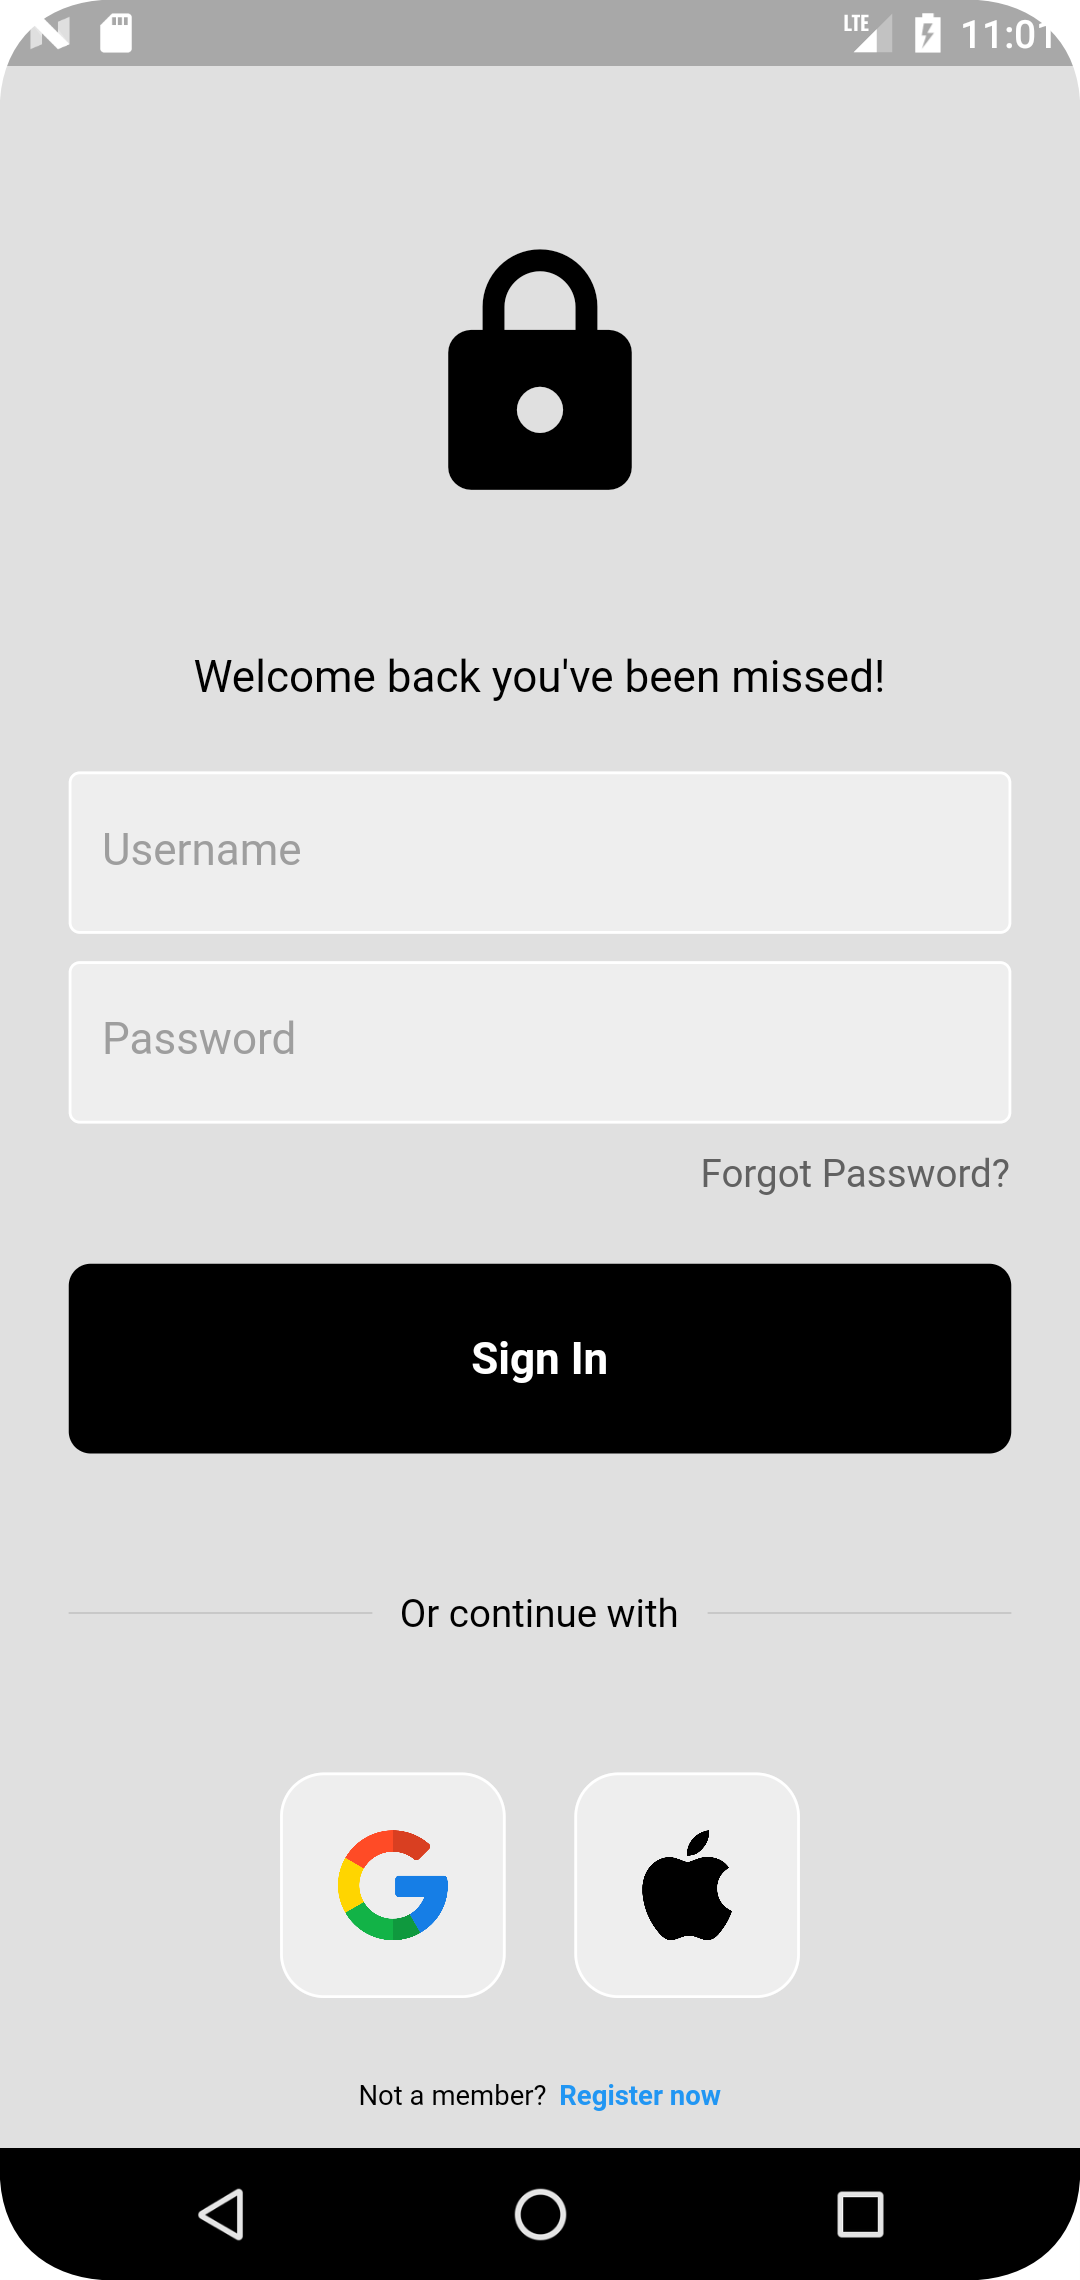 LTE 11:01
Welcome back you've been missed!
Username
Password
Forgot Password?
Sign In
Or continue with
Not a member? Register now